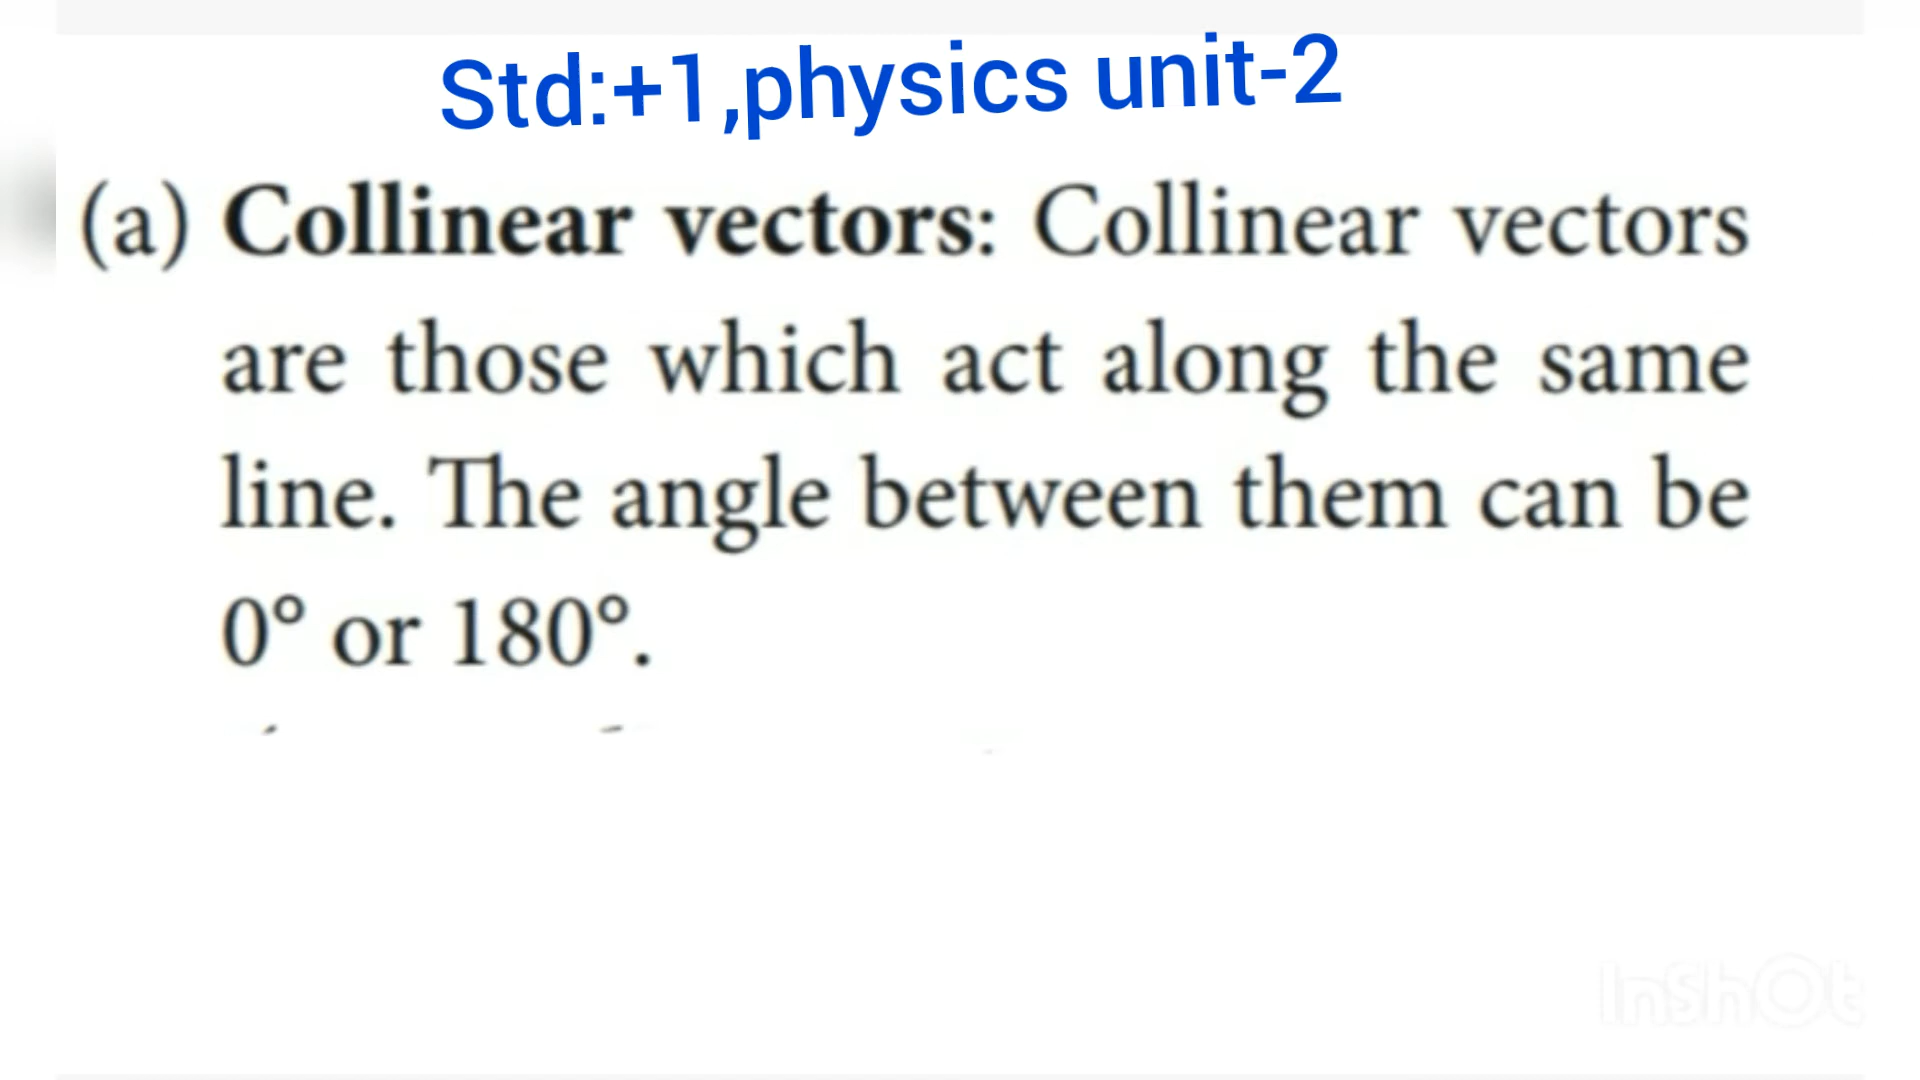 Std:+1,physics unit-2
(a) Collinear vectors: Collinear vectors
are those which act along the same
line. The angle between them can be
0° or 180°.
InShOt